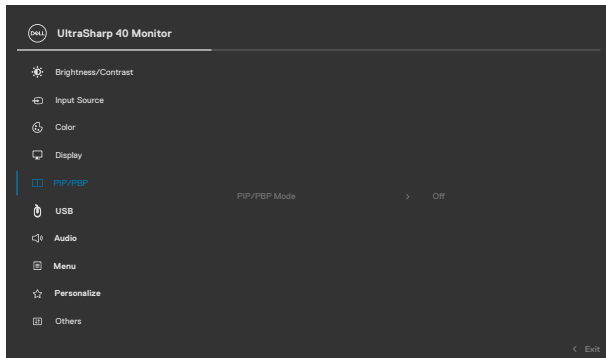 DELL UltraSharp 40 Monitor
Brightness/Contrast
Input Source
Color
Display
PIP/PBP
PIP/PBP Mode > Off
USB
Audio
Menu
Personalize
Others
< Exit